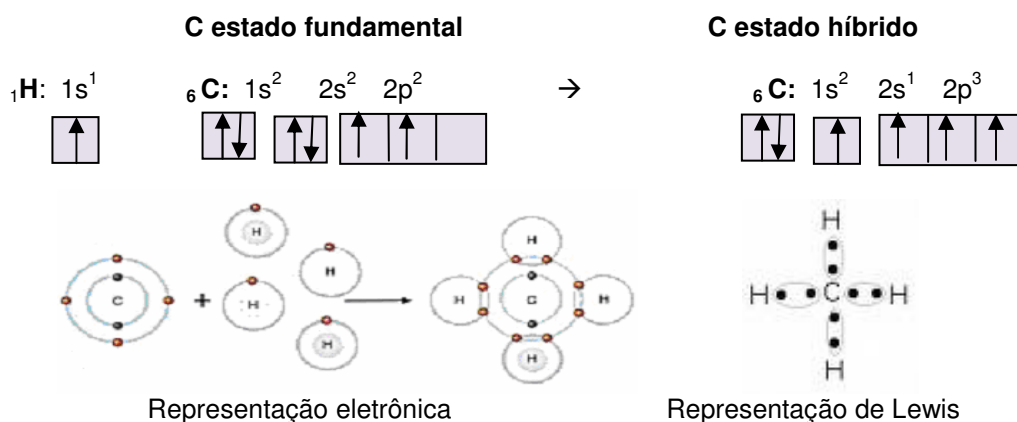 C estado fundamental C estado híbrido
₁H: 1s¹ ₆C: 1s² 2s² 2p² → ₆C: 1s² 2s¹ 2p³
H
H
H
H
C + H → H C H
H
H
H C H
H
Representação eletrônica Representação de Lewis